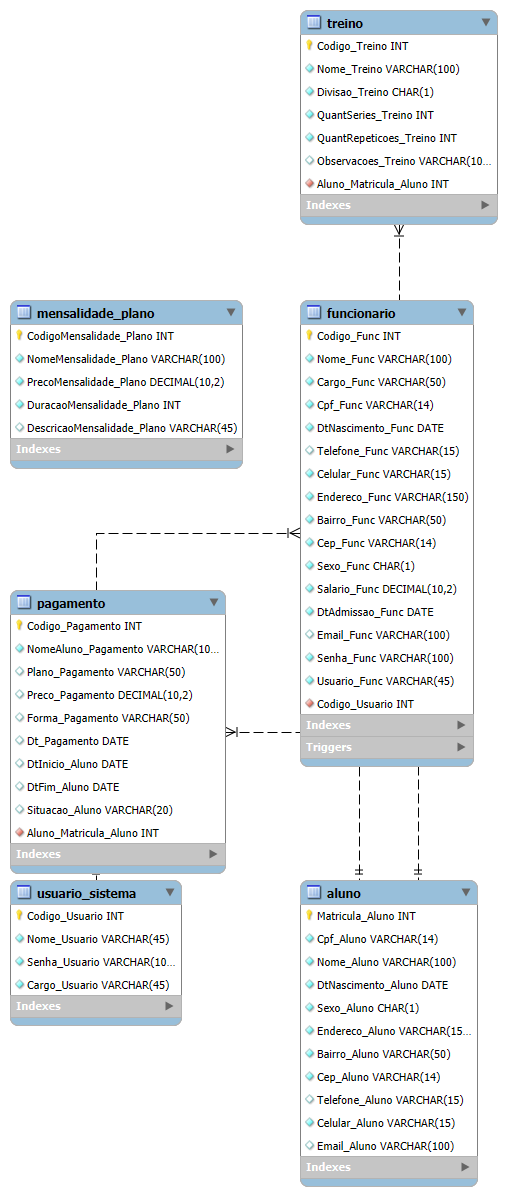 treino
Codigo_Treino INT
Nome_Treino VARCHAR(100)
Divisao_Treino CHAR(1)
QuantSeries_Treino INT
QuantRepeticoes_Treino INT
Observacoes_Treino VARCHAR(10...
Aluno_Matricula_Aluno INT
Indexes
mensalidade_plano
CodigoMensalidade_Plano INT
NomeMensalidade_Plano VARCHAR(100)
PrecoMensalidade_Plano DECIMAL(10,2)
DuracaoMensalidade_Plano INT
DescricaoMensalidade_Plano VARCHAR(45)
Indexes
funcionario
Codigo_Func INT
Nome_Func VARCHAR(100)
Cargo_Func VARCHAR(50)
Cpf_Func VARCHAR(14)
DtNascimento_Func DATE
Telefone_Func VARCHAR(15)
Celular_Func VARCHAR(15)
Endereco_Func VARCHAR(150)
Bairro_Func VARCHAR(50)
Cep_Func VARCHAR(14)
Sexo_Func CHAR(1)
Salario_Func DECIMAL(10,2)
DtAdmissao_Func DATE
Email_Func VARCHAR(100)
Senha_Func VARCHAR(100)
Usuario_Func VARCHAR(45)
Codigo_Usuario INT
Indexes
Triggers
pagamento
Codigo_Pagamento INT
NomeAluno_Pagamento VARCHAR(10...
Plano_Pagamento VARCHAR(50)
Preco_Pagamento DECIMAL(10,2)
Forma_Pagamento VARCHAR(50)
Dt_Pagamento DATE
DtInicio_Aluno DATE
DtFim_Aluno DATE
Situacao_Aluno VARCHAR(20)
Aluno_Matricula_Aluno INT
Indexes
usuario_sistema
Codigo_Usuario INT
Nome_Usuario VARCHAR(45)
Senha_Usuario VARCHAR(10...
Cargo_Usuario VARCHAR(45)
Indexes
aluno
Matricula_Aluno INT
Cpf_Aluno VARCHAR(14)
Nome_Aluno VARCHAR(100)
DtNascimento_Aluno DATE
Sexo_Aluno CHAR(1)
Endereco_Aluno VARCHAR(15...
Bairro_Aluno VARCHAR(50)
Cep_Aluno VARCHAR(14)
Telefone_Aluno VARCHAR(15)
Celular_Aluno VARCHAR(15)
Email_Aluno VARCHAR(100)
Indexes